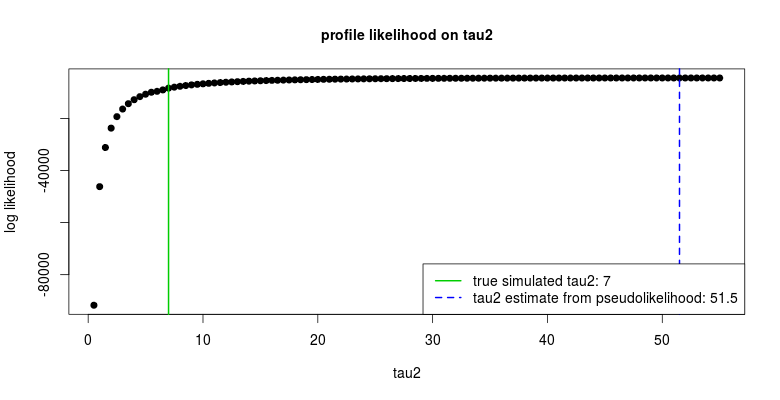 profile likelihood on tau2
log likelihood
-40000
-80000
true simulated tau2: 7
tau2 estimate from pseudolikelihood: 51.5
0 10 20 30 40 50
tau2